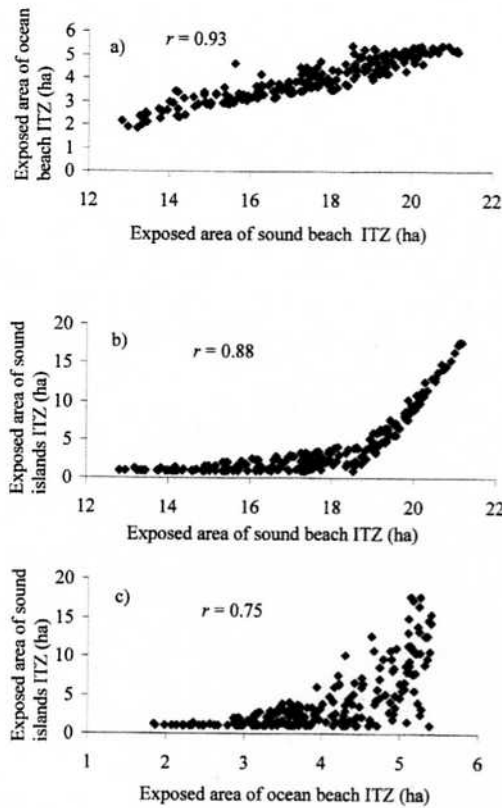 Exposed area of ocean
beach ITZ (ha)
a)
r = 0.93
6
5
4
3
2
1
0
12 14 16 18 20 22
Exposed area of sound beach ITZ (ha)
Exposed area of sound
islands ITZ (ha)
b)
r = 0.88
20
15
10
5
0
12 14 16 18 20 22
Exposed area of sound beach ITZ (ha)
Exposed area of sound
islands ITZ (ha)
c)
r = 0.75
20
15
10
5
0
1 2 3 4 5 6
Exposed area of ocean beach ITZ (ha)